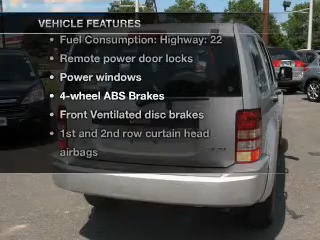 VEHICLE FEATURES
• Fuel Consumption: Highway: 22
• Remote power door locks
• Power windows
• 4-wheel ABS Brakes
• Front Ventilated disc brakes
• 1st and 2nd row curtain head
airbags